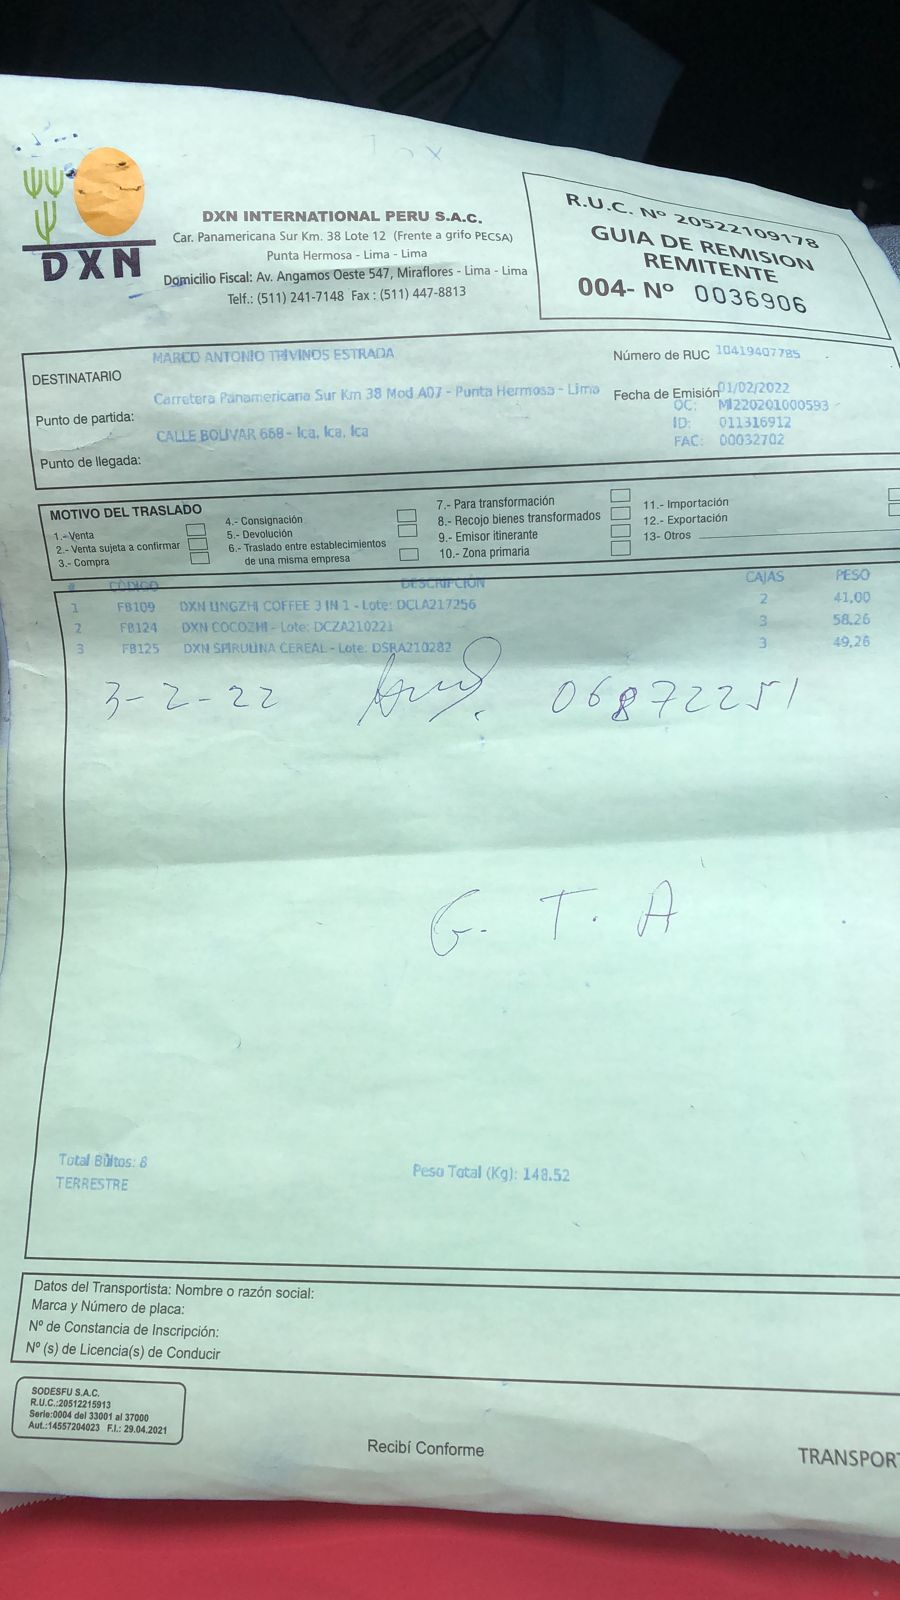 DXN
DXN INTERNATIONAL PERU S.A.C.
Car. Panamericana Sur Km. 38 Lote 12 (Frente a grifo PECSA)
Punta Hermosa - Lima - Lima
Domicilio Fiscal: Av. Angamos Oeste 547, Miraflores - Lima - Lima
Telf.: (511) 241-7148 Fax : (511) 447-8813
R.U.C. Nº 20522109178
GUIA DE REMISION
REMITENTE
004- Nº 0036906
DESTINATARIO MARCO ANTONIO TRIVINOS ESTRADA Número de RUC 10419407785
Punto de partida: Carretera Panamericana Sur Km 38 Mod A07 - Punta Hermosa - Lima Fecha de Emisión 01/02/2022
OC: MI220201000593
Punto de llegada: CALLE BOLIVAR 668 - Ica, Ica, Ica ID: 011316912
FAC: 00032702
MOTIVO DEL TRASLADO
1.- Venta
2.- Venta sujeta a confirmar
3.- Compra
4.- Consignación
5.- Devolución
6.- Traslado entre establecimientos
de una misma empresa
7.- Para transformación
8.- Recojo bienes transformados
9.- Emisor itinerante
10.- Zona primaria
11.- Importación
12.- Exportación
13- Otros
# CÓDIGO DESCRIPCIÓN CAJAS PESO
1 FB109 DXN LINGZHI COFFEE 3 IN 1 - Lote: DCLA217256 2 41,00
2 FB124 DXN COCOZHI - Lote: DCZA210221 3 58,26
3 FB125 DXN SPIRULINA CEREAL - Lote: DSRA210282 3 49,26
3-2-22 06872251
G. T. A
Total Bultos: 8 Peso Total (Kg): 148.52
TERRESTRE
Datos del Transportista: Nombre o razón social:
Marca y Número de placa:
Nº de Constancia de Inscripción:
Nº (s) de Licencia(s) de Conducir
SODESFU S.A.C.
R.U.C.:20512215913
Serie:0004 del 33001 al 37000
Aut.:14557204023 F.I.: 29.04.2021
Recibí Conforme
TRANSPOR